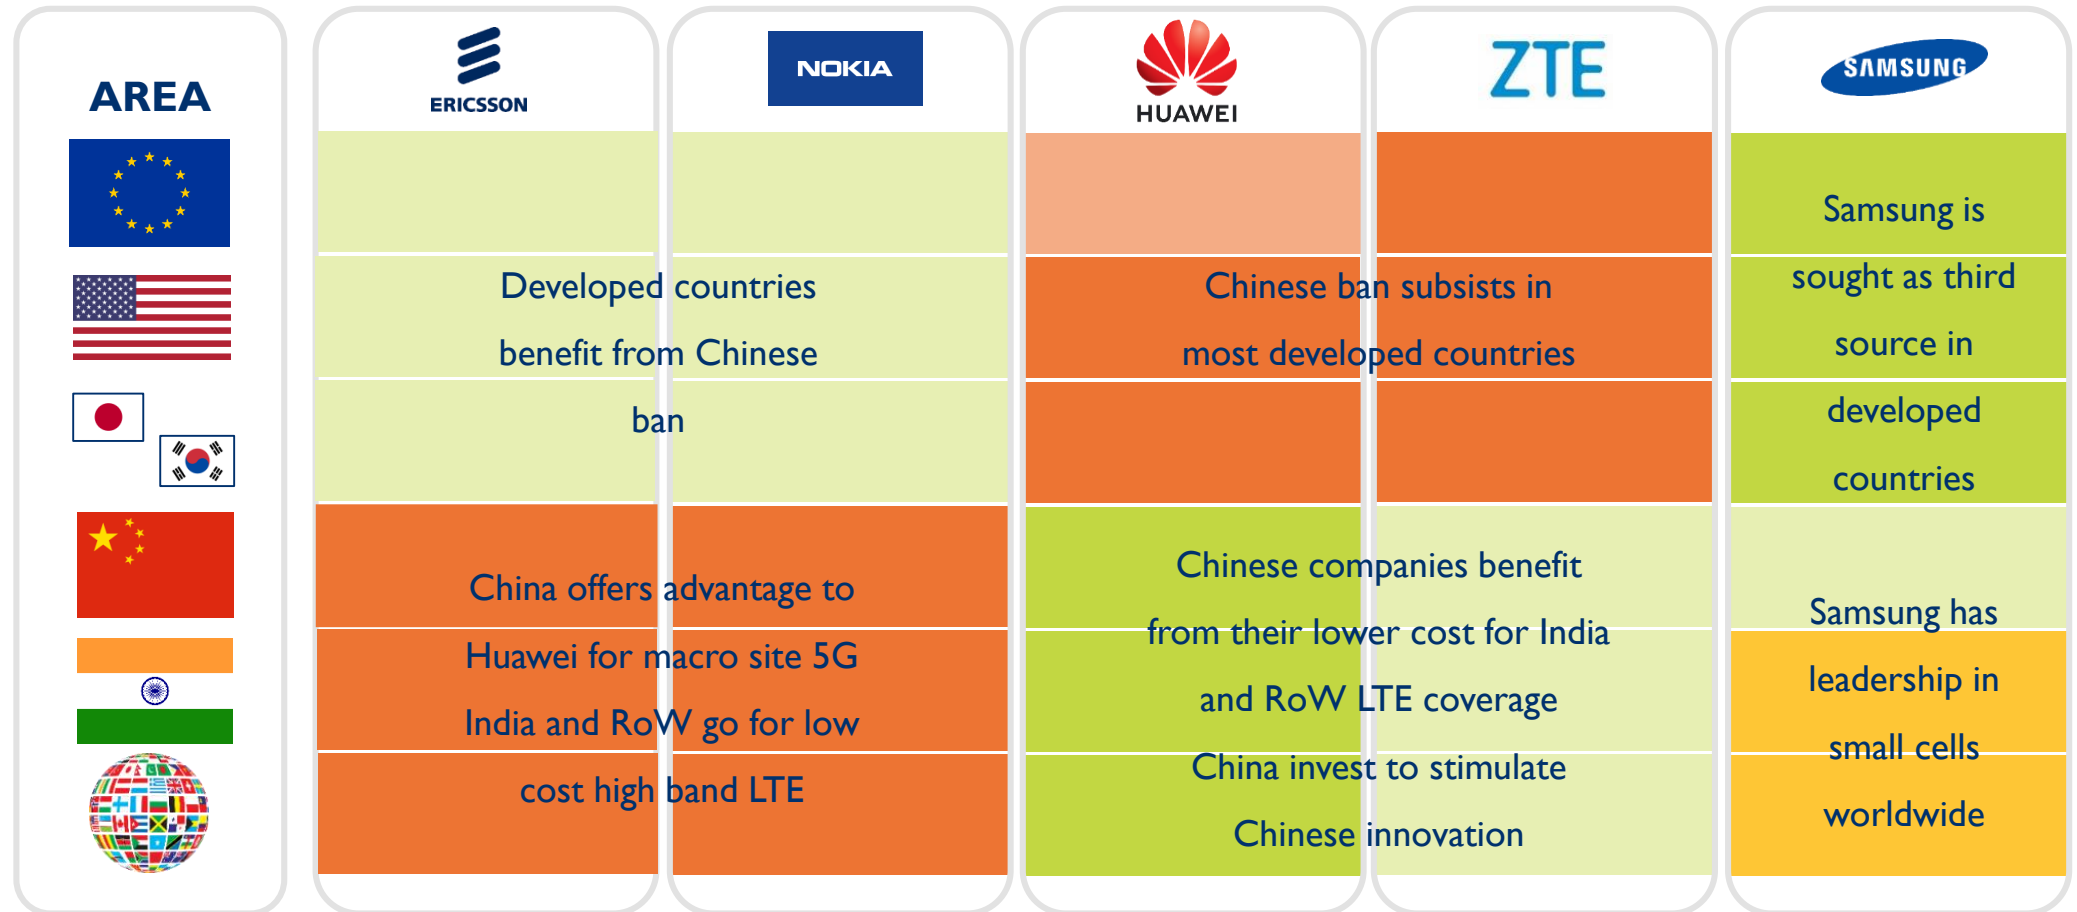 AREA
ERICSSON
NOKIA
HUAWEI
ZTE
SAMSUNG
Developed countries
benefit from Chinese
ban
Chinese ban subsists in
most developed countries
Samsung is
sought as third
source in
developed
countries
China offers advantage to
Huawei for macro site 5G
India and RoW go for low
cost high band LTE
Chinese companies benefit
from their lower cost for India
and RoW LTE coverage
China invest to stimulate
Chinese innovation
Samsung has
leadership in
small cells
worldwide